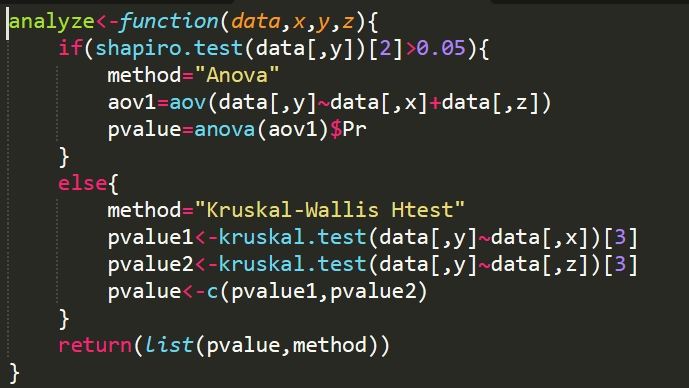 analyze<-function(data,x,y,z){
    if(shapiro.test(data[,y])[2]>0.05){
        method="Anova"
        aov1=aov(data[,y]~data[,x]+data[,z])
        pvalue=anova(aov1)$Pr
    }
    else{
        method="Kruskal-Wallis Htest"
        pvalue1<-kruskal.test(data[,y]~data[,x])[3]
        pvalue2<-kruskal.test(data[,y]~data[,z])[3]
        pvalue<-c(pvalue1,pvalue2)
    }
    return(list(pvalue,method))
}